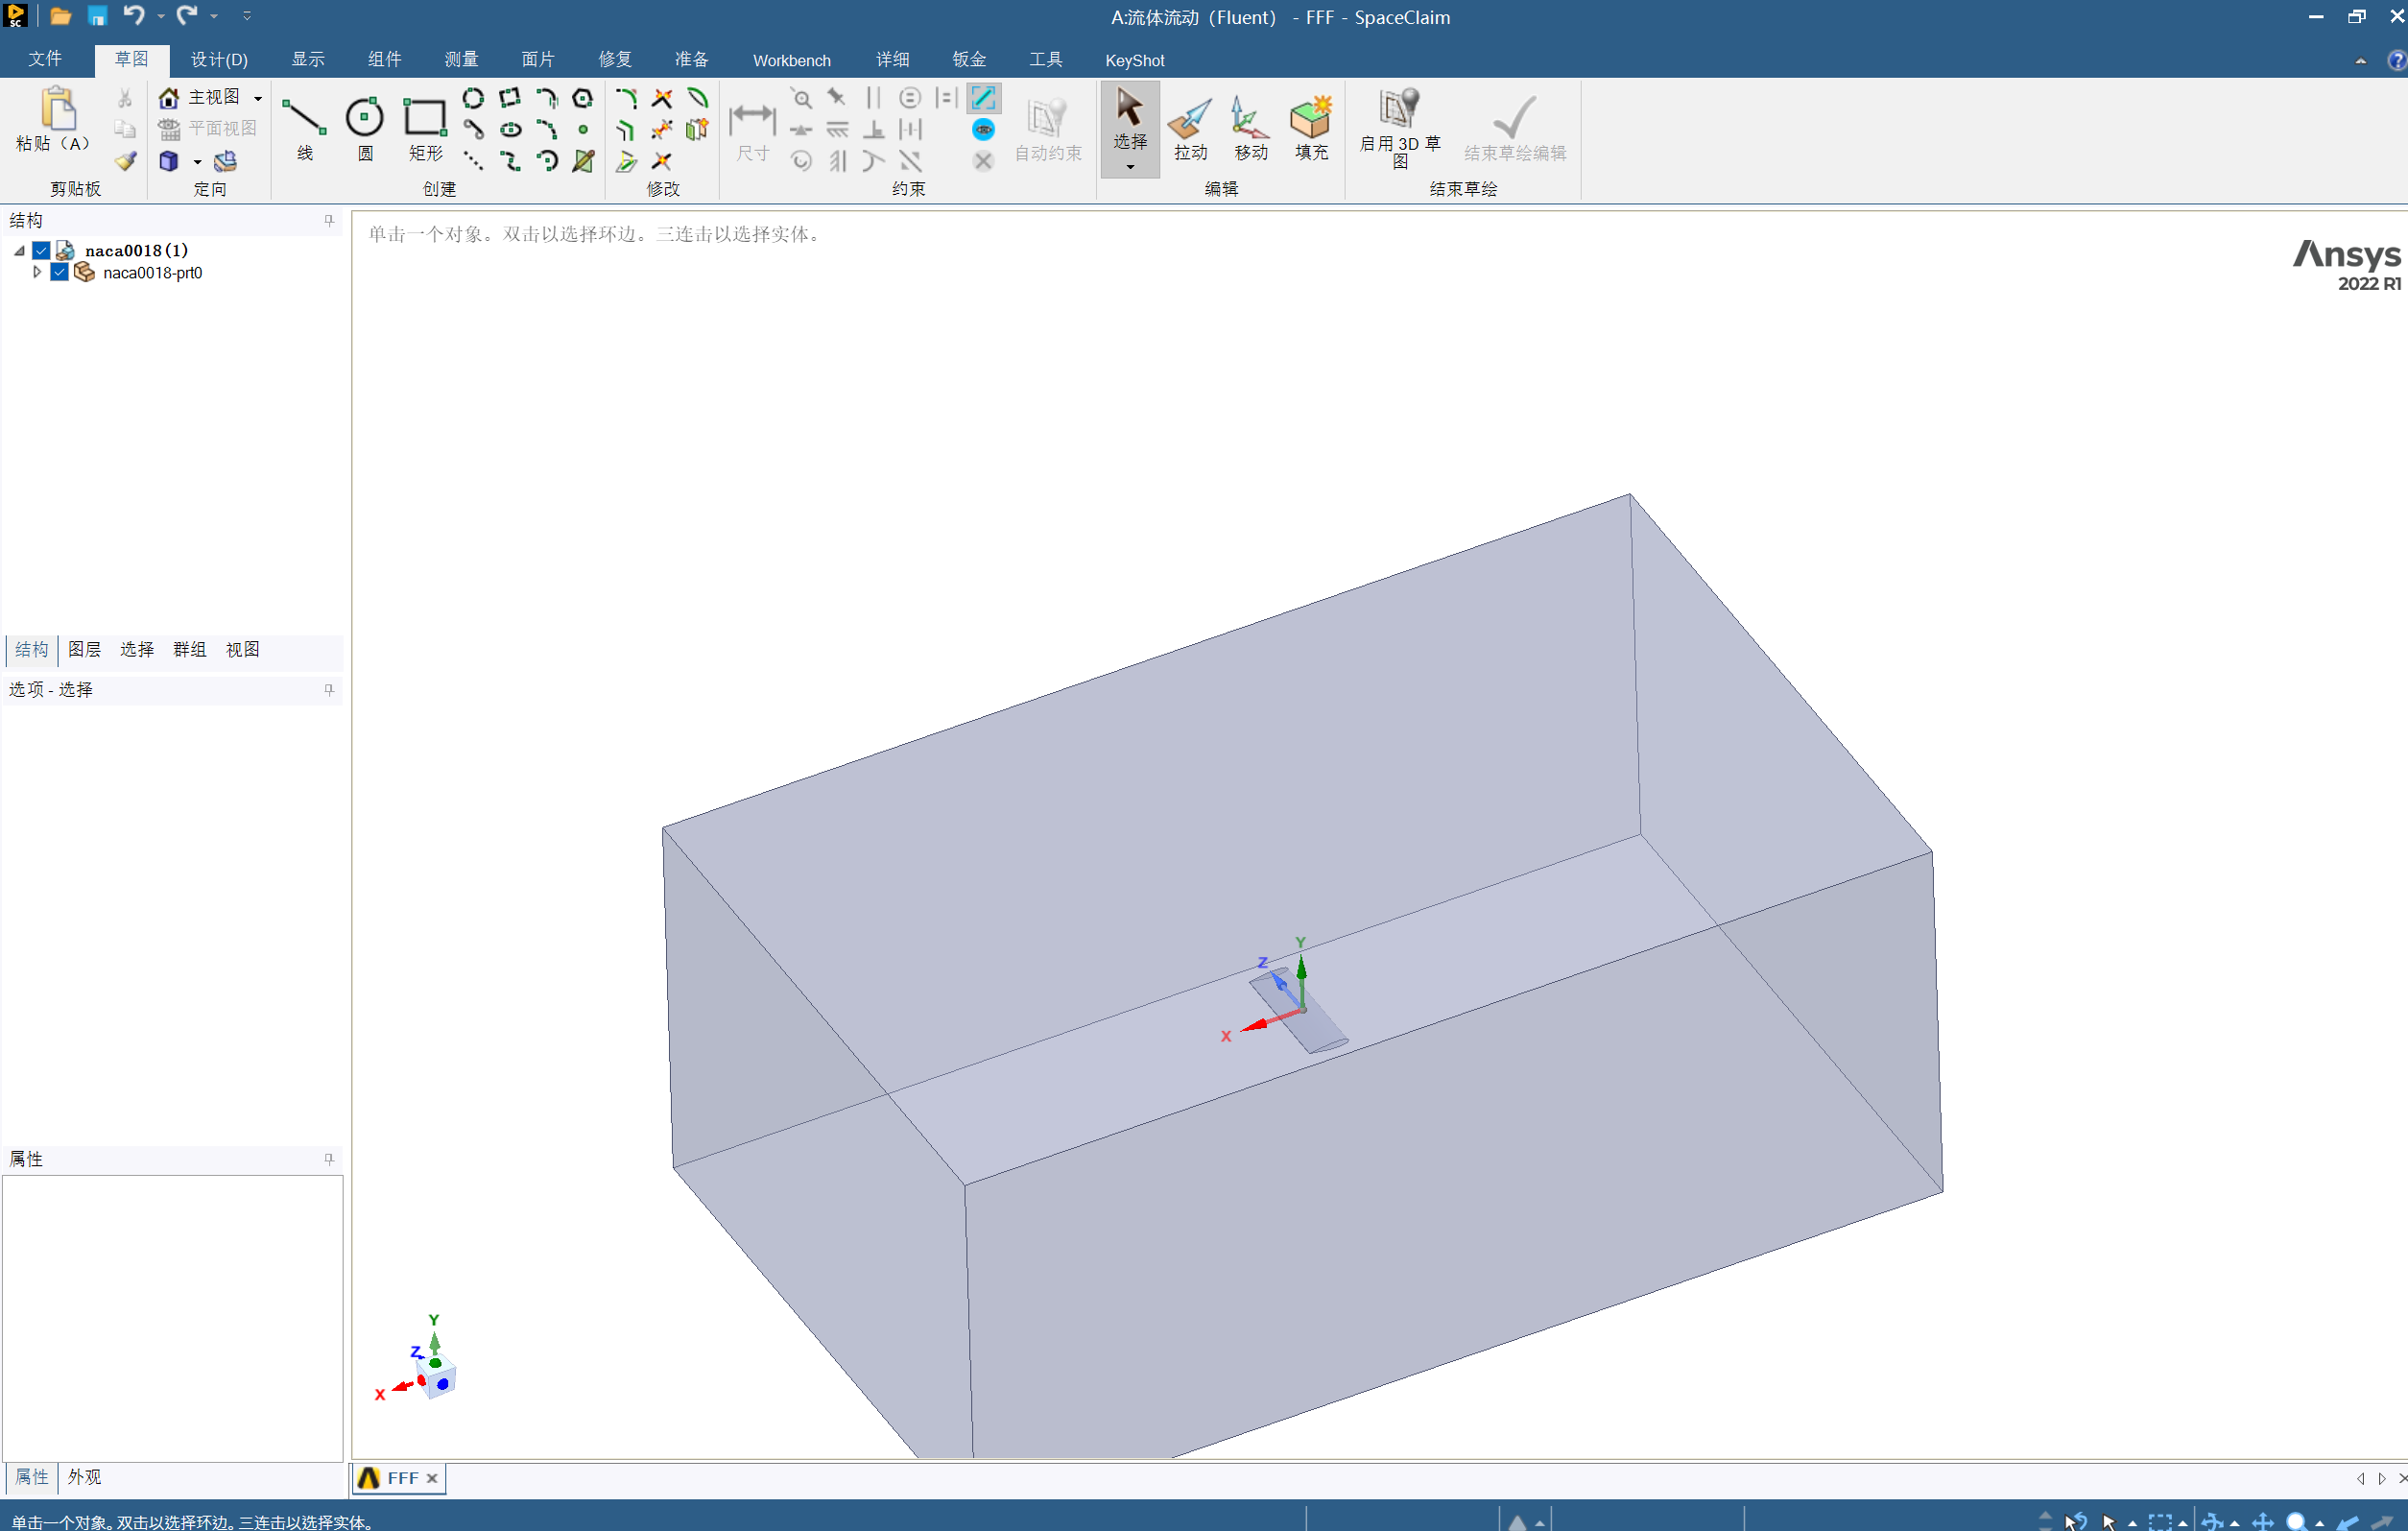 A:流体流动（Fluent） - FFF - SpaceClaim
文件 草图 设计(D) 显示 组件 测量 面片 修复 准备 Workbench 详细 钣金 工具 KeyShot
粘贴（A）
剪贴板
主视图
平面视图
定向
线 圆 矩形
创建
修改
尺寸
自动约束
约束
选择 拉动 移动 填充
编辑
启用 3D 草图
结束草绘编辑
结束草绘
结构
naca0018(1)
naca0018-prt0
单击一个对象。双击以选择环边。三连击以选择实体。
Ansys
2022 R1
结构 图层 选择 群组 视图
选项 - 选择
Y
Z
X
属性
Y
Z
X
属性 外观
FFF
单击一个对象。双击以选择环边。三连击以选择实体。